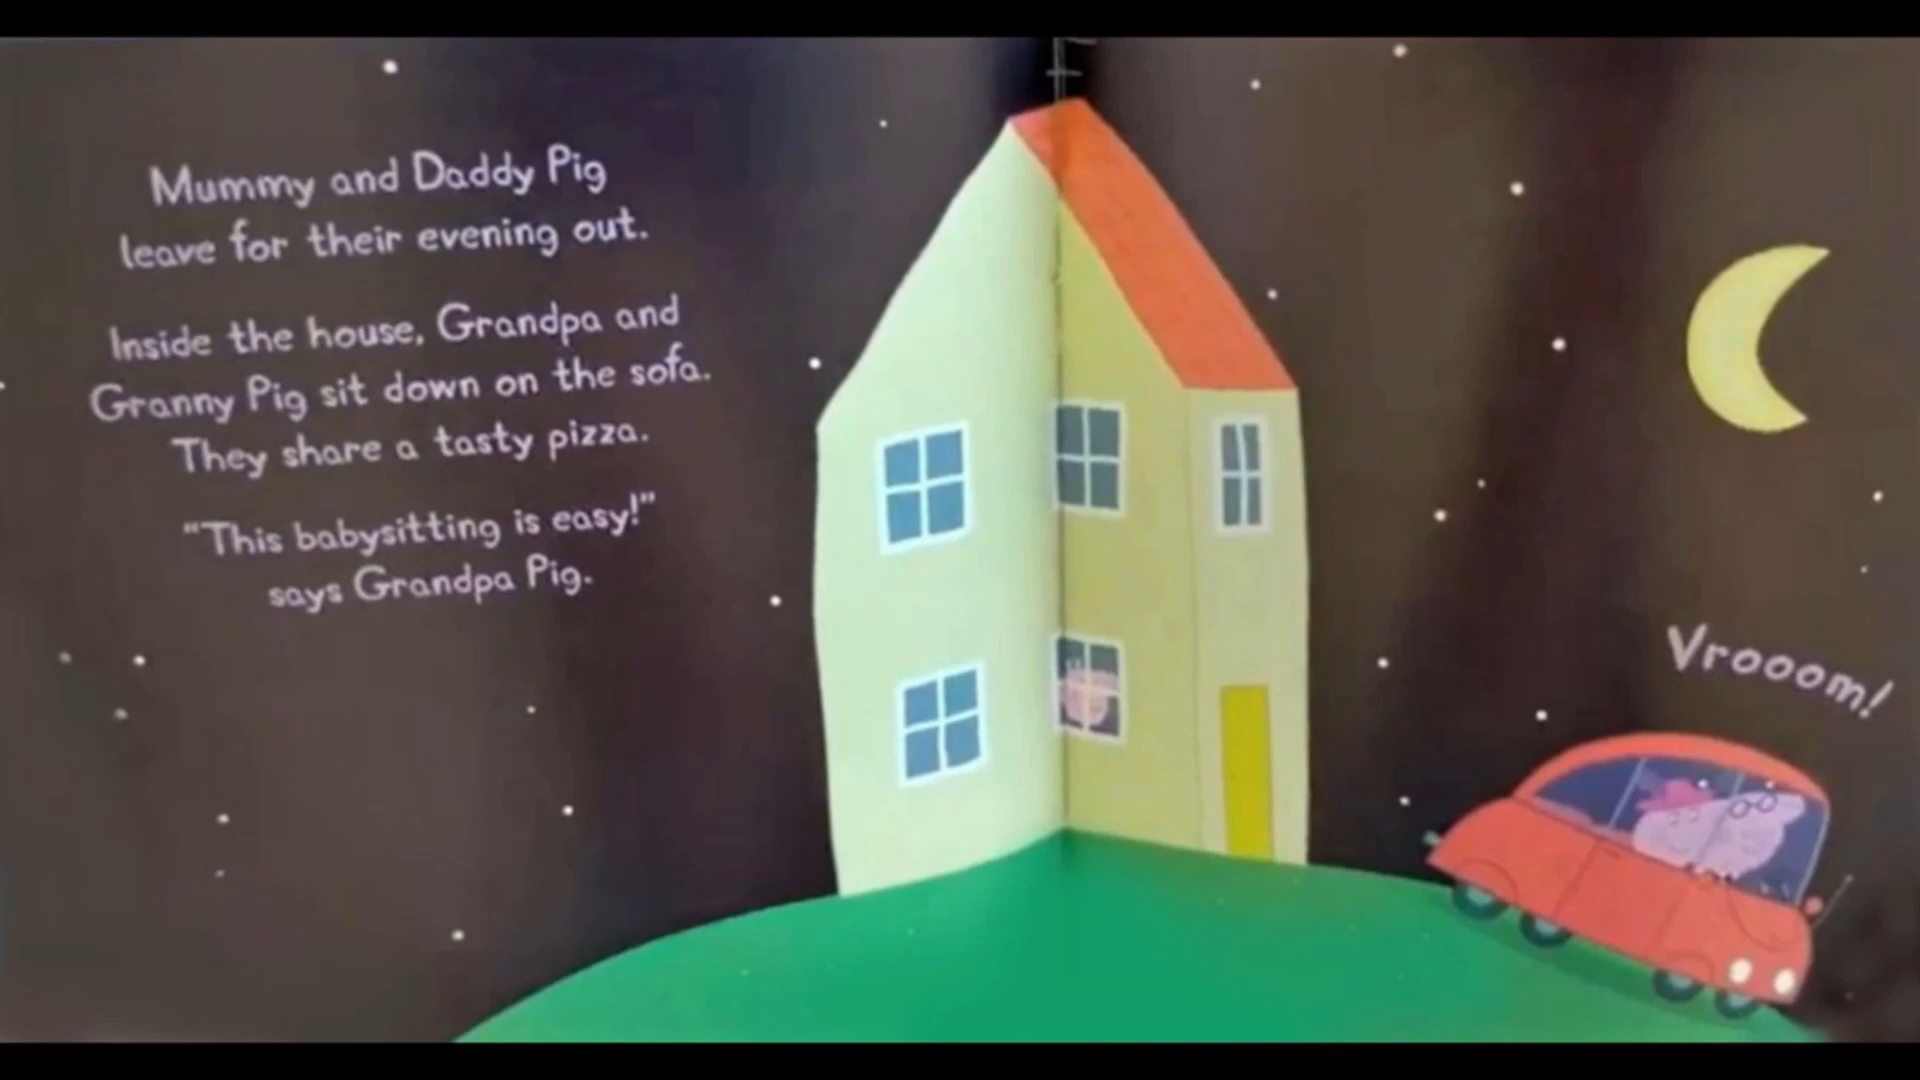 Mummy and Daddy Pig
leave for their evening out.
Inside the house, Grandpa and
Granny Pig sit down on the sofa.
They share a tasty pizza.
"This babysitting is easy!"
says Grandpa Pig.
Vrooom!